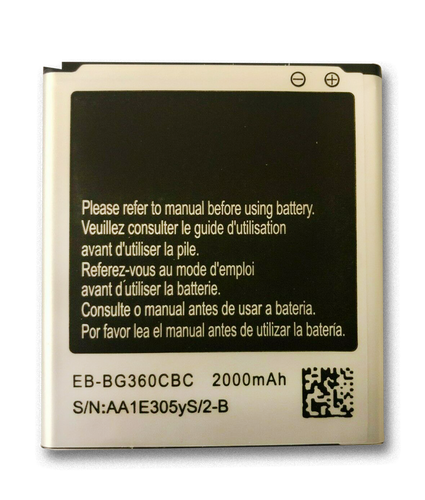 ⊖ ⊕
Please refer to manual before using battery.
Veuillez consulter le guide d'utilisation
avant d'utiliser la pile.
Referez-vous au mode d'emploi
avant d'utiliser la batterie.
Consulte o manual antes de usar a bateria.
Por favor lea el manual antes de utilizar la batería.
EB-BG360CBC 2000mAh
S/N:AA1E305yS/2-B